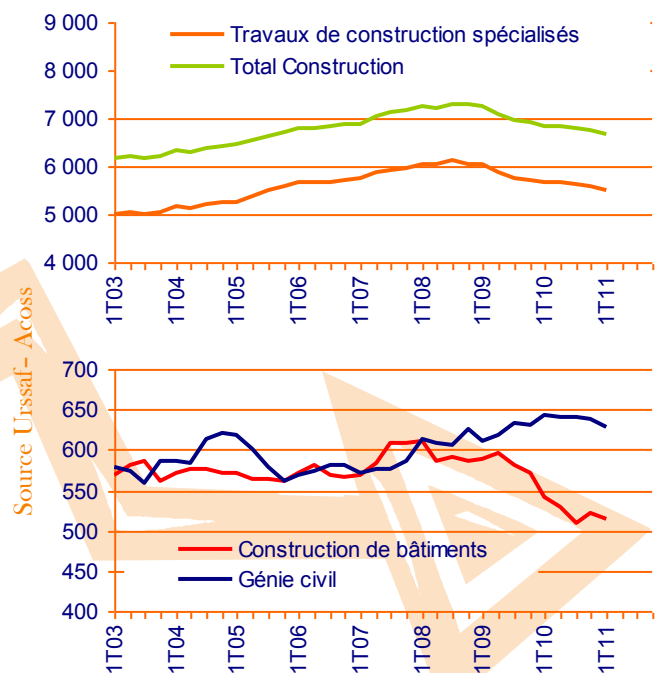 9 000
8 000
7 000
6 000
5 000
4 000
Travaux de construction spécialisés
Total Construction
1T03
1T04
1T05
1T06
1T07
1T08
1T09
1T10
1T11
Source Urssaf- Acoss
700
650
600
550
500
450
400
Construction de bâtiments
Génie civil
1T03
1T04
1T05
1T06
1T07
1T08
1T09
1T10
1T11